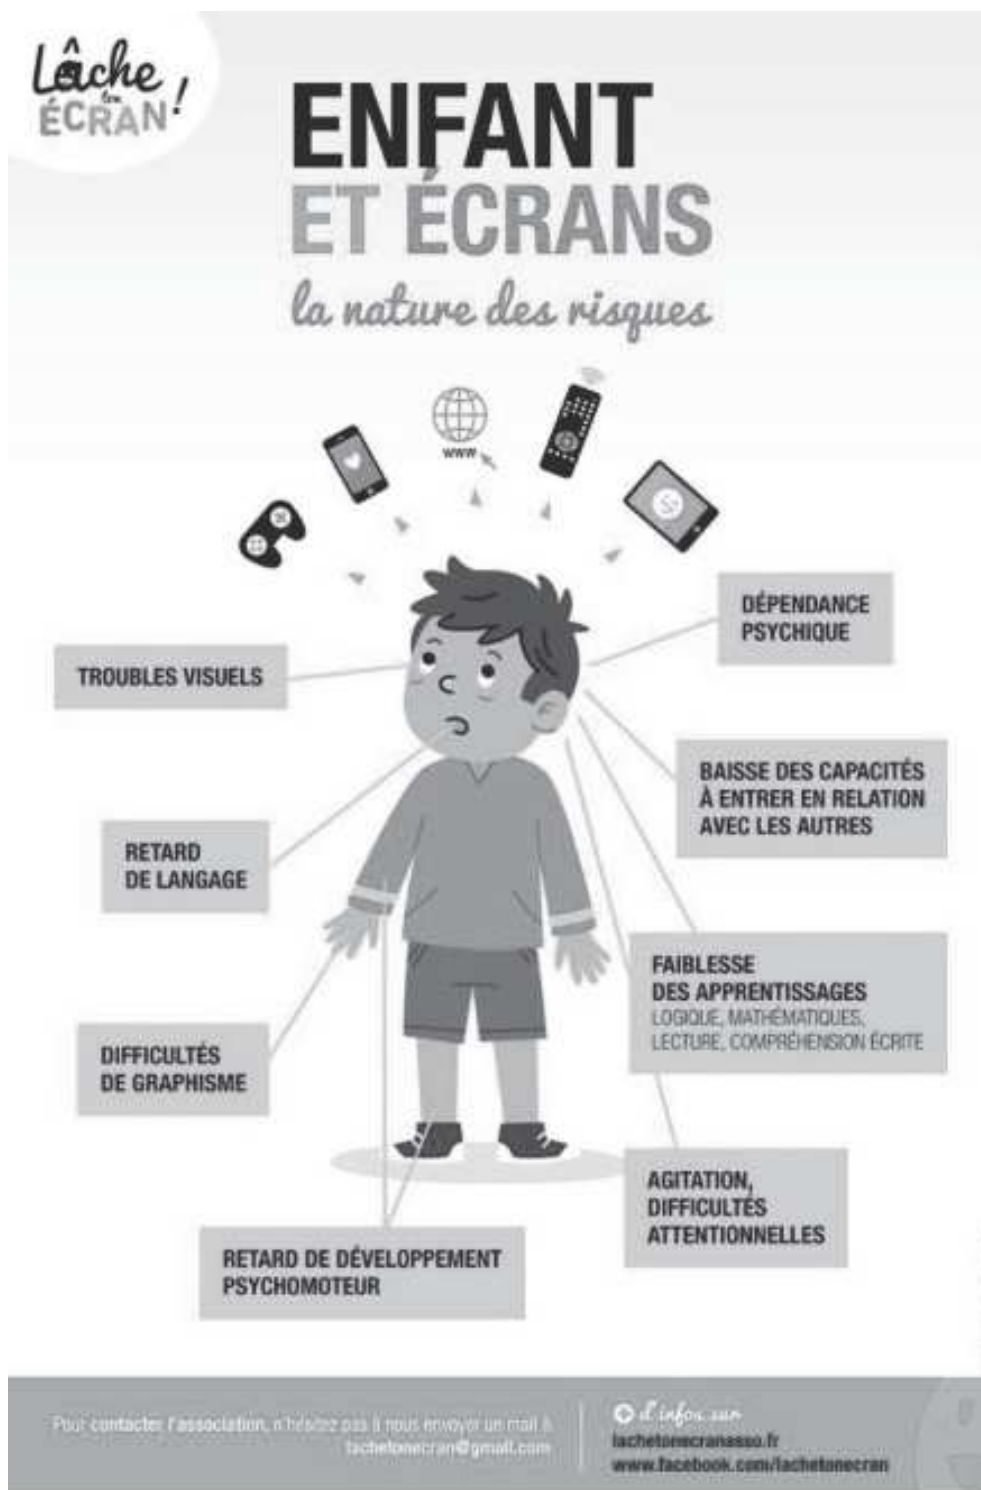 Lâche
ton
ÉCRAN!
ENFANT
ET ÉCRANS
la nature des risques
WWW
DÉPENDANCE
PSYCHIQUE
TROUBLES VISUELS
BAISSE DES CAPACITÉS
À ENTRER EN RELATION
AVEC LES AUTRES
RETARD
DE LANGAGE
FAIBLESSE
DES APPRENTISSAGES
LOGIQUE, MATHÉMATIQUES,
LECTURE, COMPRÉHENSION ÉCRITE
DIFFICULTÉS
DE GRAPHISME
AGITATION,
DIFFICULTÉS
ATTENTIONNELLES
RETARD DE DÉVELOPPEMENT
PSYCHOMOTEUR
Pour contacter l'association, n'hésitez pas à nous envoyer un mail à
lachetonecran@gmail.com
+ d'infos sur
lachetonecranasso.fr
www.facebook.com/lachetonecran